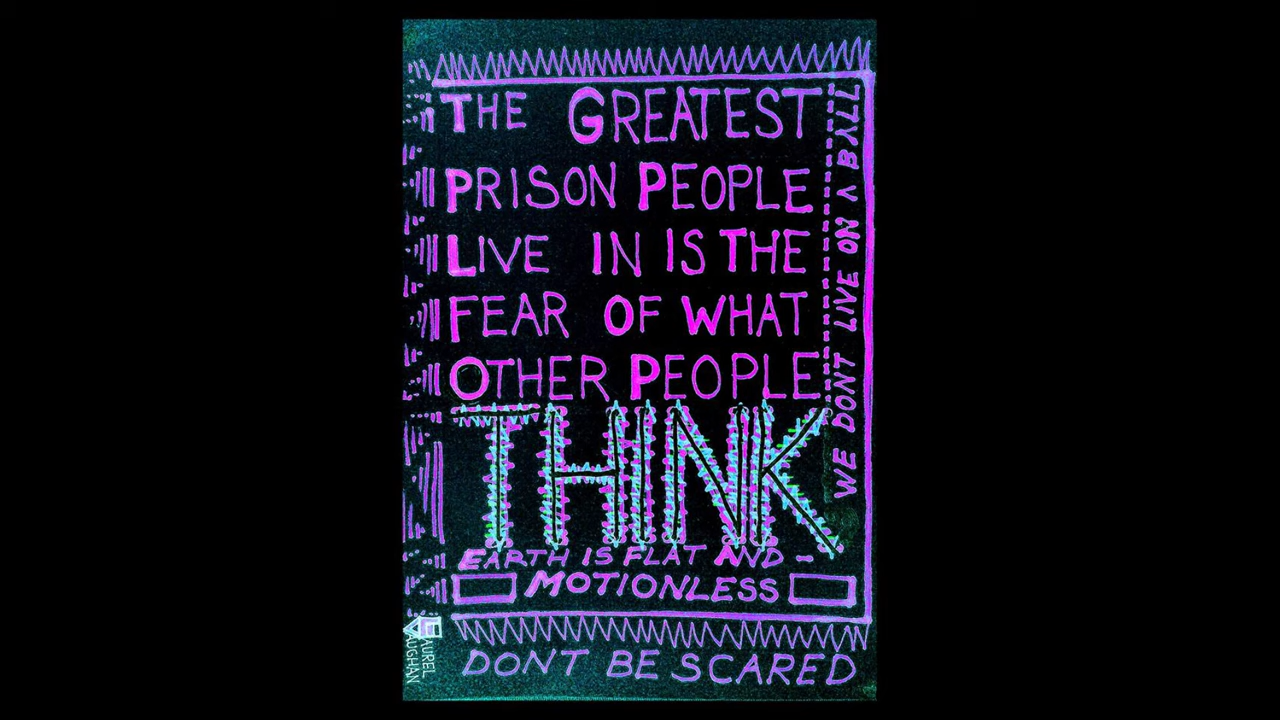 THE GREATEST
PRISON PEOPLE
LIVE IN IS THE
FEAR OF WHAT
OTHER PEOPLE
THINK
EARTH IS FLAT AND -
MOTIONLESS
DONT BE SCARED
WE DONT LIVE ON A BALL
LAUREL
VAUGHAN